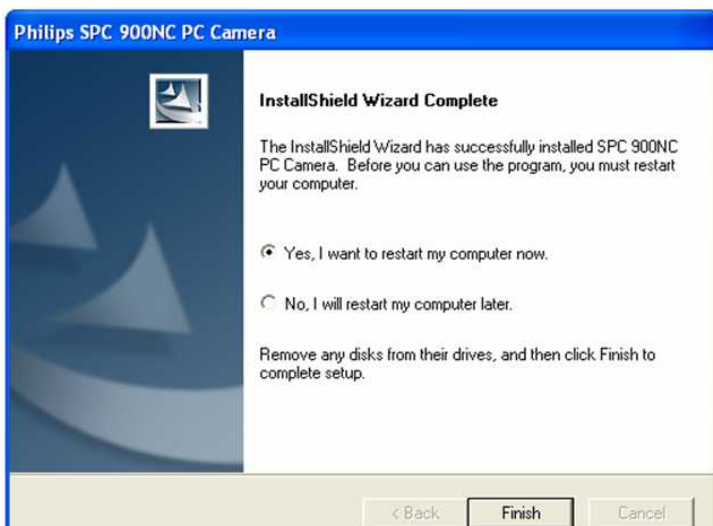 Philips SPC 900NC PC Camera
InstallShield Wizard Complete
The InstallShield Wizard has successfully installed SPC 900NC
PC Camera.  Before you can use the program, you must restart
your computer.
Yes, I want to restart my computer now.
No, I will restart my computer later.
Remove any disks from their drives, and then click Finish to
complete setup.
< Back
Finish
Cancel